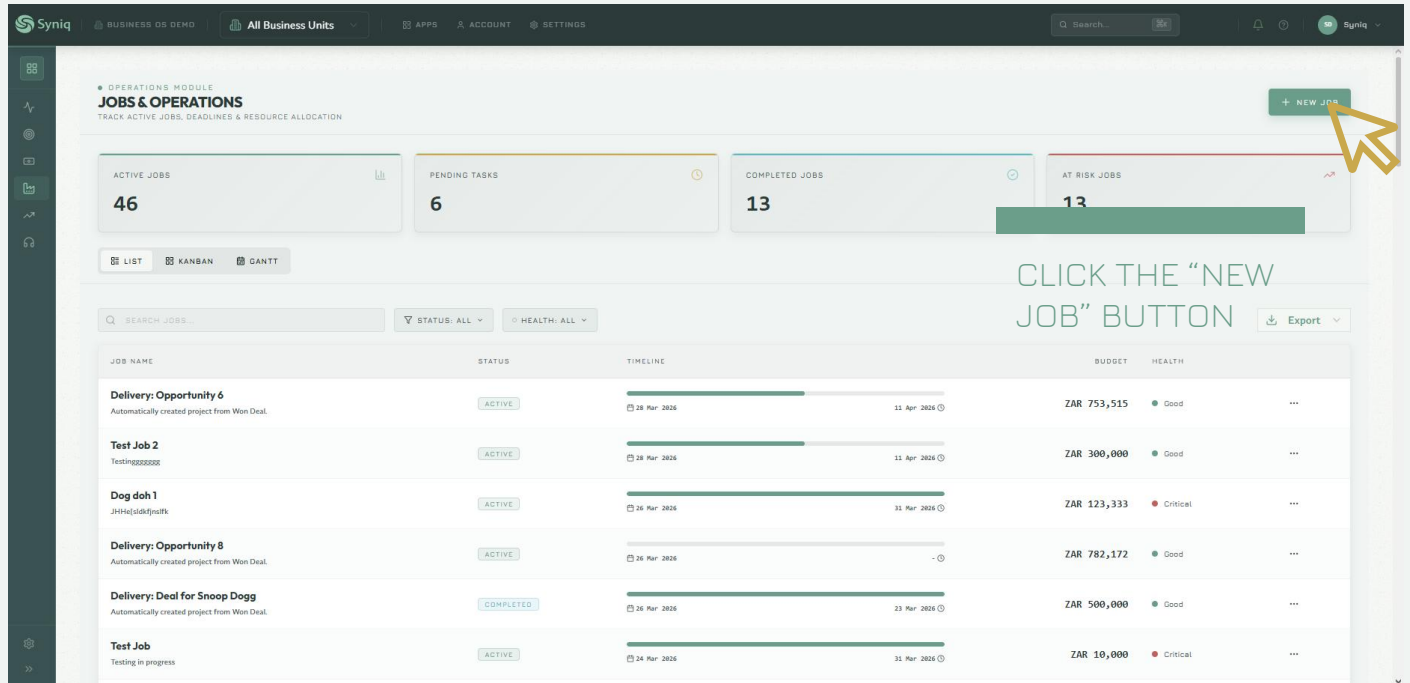 Syniq
BUSINESS OS DEMO
All Business Units
APPS
ACCOUNT
SETTINGS
Search...
⌘K
SD
Syniq
OPERATIONS MODULE
JOBS & OPERATIONS
TRACK ACTIVE JOBS, DEADLINES & RESOURCE ALLOCATION
+ NEW JOB
ACTIVE JOBS
46
PENDING TASKS
6
COMPLETED JOBS
13
AT RISK JOBS
13
LIST
KANBAN
GANTT
CLICK THE “NEW
JOB” BUTTON
SEARCH JOBS...
STATUS: ALL
HEALTH: ALL
Export
JOB NAME STATUS TIMELINE BUDGET HEALTH
Delivery: Opportunity 6
Automatically created project from Won Deal.
ACTIVE
28 Mar 2026 11 Apr 2026
ZAR 753,515
Good
...
Test Job 2
Testinggggggg
ACTIVE
28 Mar 2026 11 Apr 2026
ZAR 300,000
Good
...
Dog doh 1
ACTIVE
26 Mar 2026 31 Mar 2026
ZAR 123,333
Critical
...
Delivery: Opportunity 8
Automatically created project from Won Deal.
ACTIVE
26 Mar 2026 -
ZAR 782,172
Good
...
Delivery: Deal for Snoop Dogg
Automatically created project from Won Deal.
COMPLETED
26 Mar 2026 23 Mar 2026
ZAR 500,000
Good
...
Test Job
Testing in progress
ACTIVE
24 Mar 2026 31 Mar 2026
ZAR 10,000
Critical
...